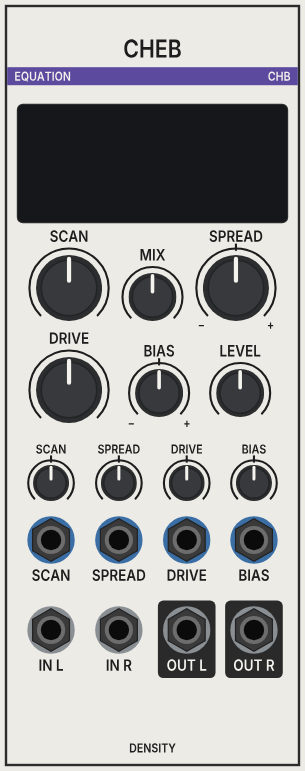 CHEB
EQUATION CHB
SCAN MIX SPREAD
- +
DRIVE BIAS LEVEL
- +
SCAN SPREAD DRIVE BIAS
SCAN SPREAD DRIVE BIAS
IN L IN R OUT L OUT R
DENSITY